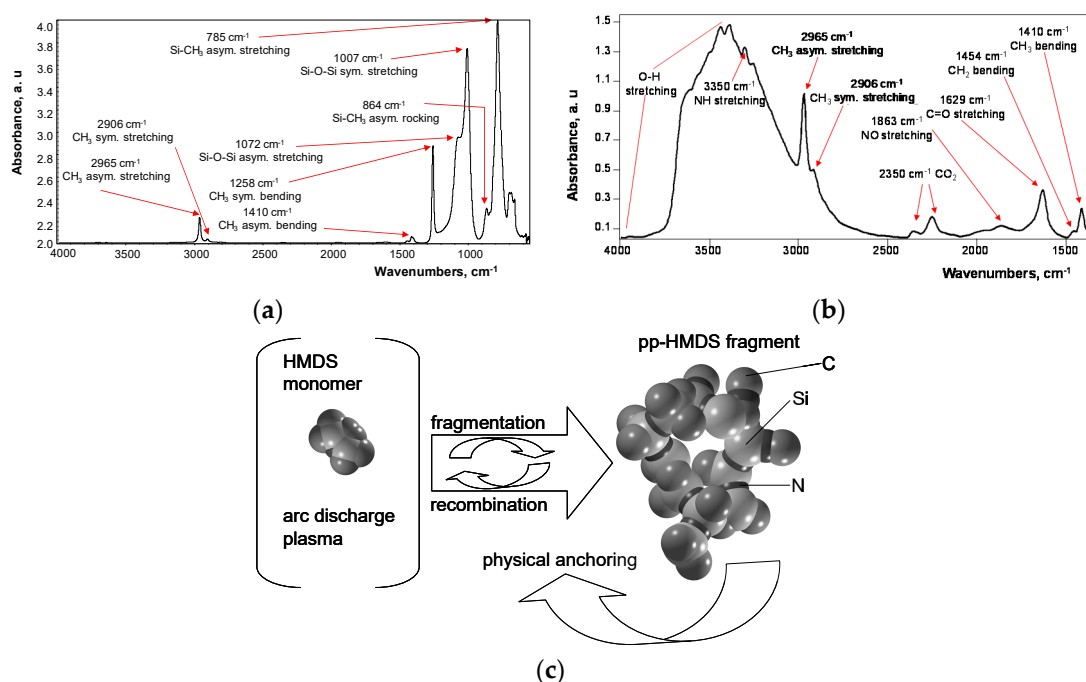 (a)
Absorbance, a. u
4.0
3.8
3.6
3.4
3.2
3.0
2.8
2.6
2.4
2.2
2.0
785 cm⁻¹
Si-CH₃ asym. stretching
1007 cm⁻¹
Si-O-Si sym. stretching
864 cm⁻¹
Si-CH₃ asym. rocking
2906 cm⁻¹
CH₃ sym. stretching
2965 cm⁻¹
CH₃ asym. stretching
1072 cm⁻¹
Si-O-Si asym. stretching
1258 cm⁻¹
CH₃ sym. bending
1410 cm⁻¹
CH₃ asym. bending
4000 3500 3000 2500 2000 1500 1000
Wavenumbers, cm⁻¹
(b)
Absorbance, a. u
1.5
1.2
0.9
0.6
0.3
0.1
O-H
stretching
3350 cm⁻¹
NH stretching
2965 cm⁻¹
CH₃ asym. stretching
2906 cm⁻¹
CH₃ sym. stretching
1863 cm⁻¹
NO stretching
2350 cm⁻¹ CO₂
1410 cm⁻¹
CH₃ bending
1454 cm⁻¹
CH₂ bending
1629 cm⁻¹
C=O stretching
4000 3500 3000 2500 2000 1500
Wavenumbers, cm⁻¹
(a)
(b)
HMDS
monomer
arc discharge
plasma
fragmentation
recombination
pp-HMDS fragment
C
Si
N
physical anchoring
(c)